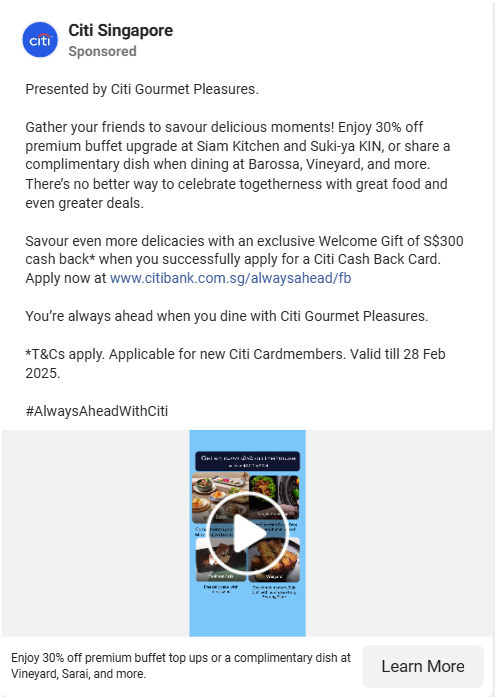 citi
Citi Singapore
Sponsored
Presented by Citi Gourmet Pleasures.
Gather your friends to savour delicious moments! Enjoy 30% off
premium buffet upgrade at Siam Kitchen and Suki-ya KIN, or share a
complimentary dish when dining at Barossa, Vineyard, and more.
There’s no better way to celebrate togetherness with great food and
even greater deals.
Savour even more delicacies with an exclusive Welcome Gift of S$300
cash back* when you successfully apply for a Citi Cash Back Card.
Apply now at www.citibank.com.sg/alwaysahead/fb
You’re always ahead when you dine with Citi Gourmet Pleasures.
*T&Cs apply. Applicable for new Citi Cardmembers. Valid till 28 Feb
2025.
#AlwaysAheadWithCiti
Sarai
Vineyard
Enjoy 30% off premium buffet top ups or a complimentary dish at
Vineyard, Sarai, and more.
Learn More